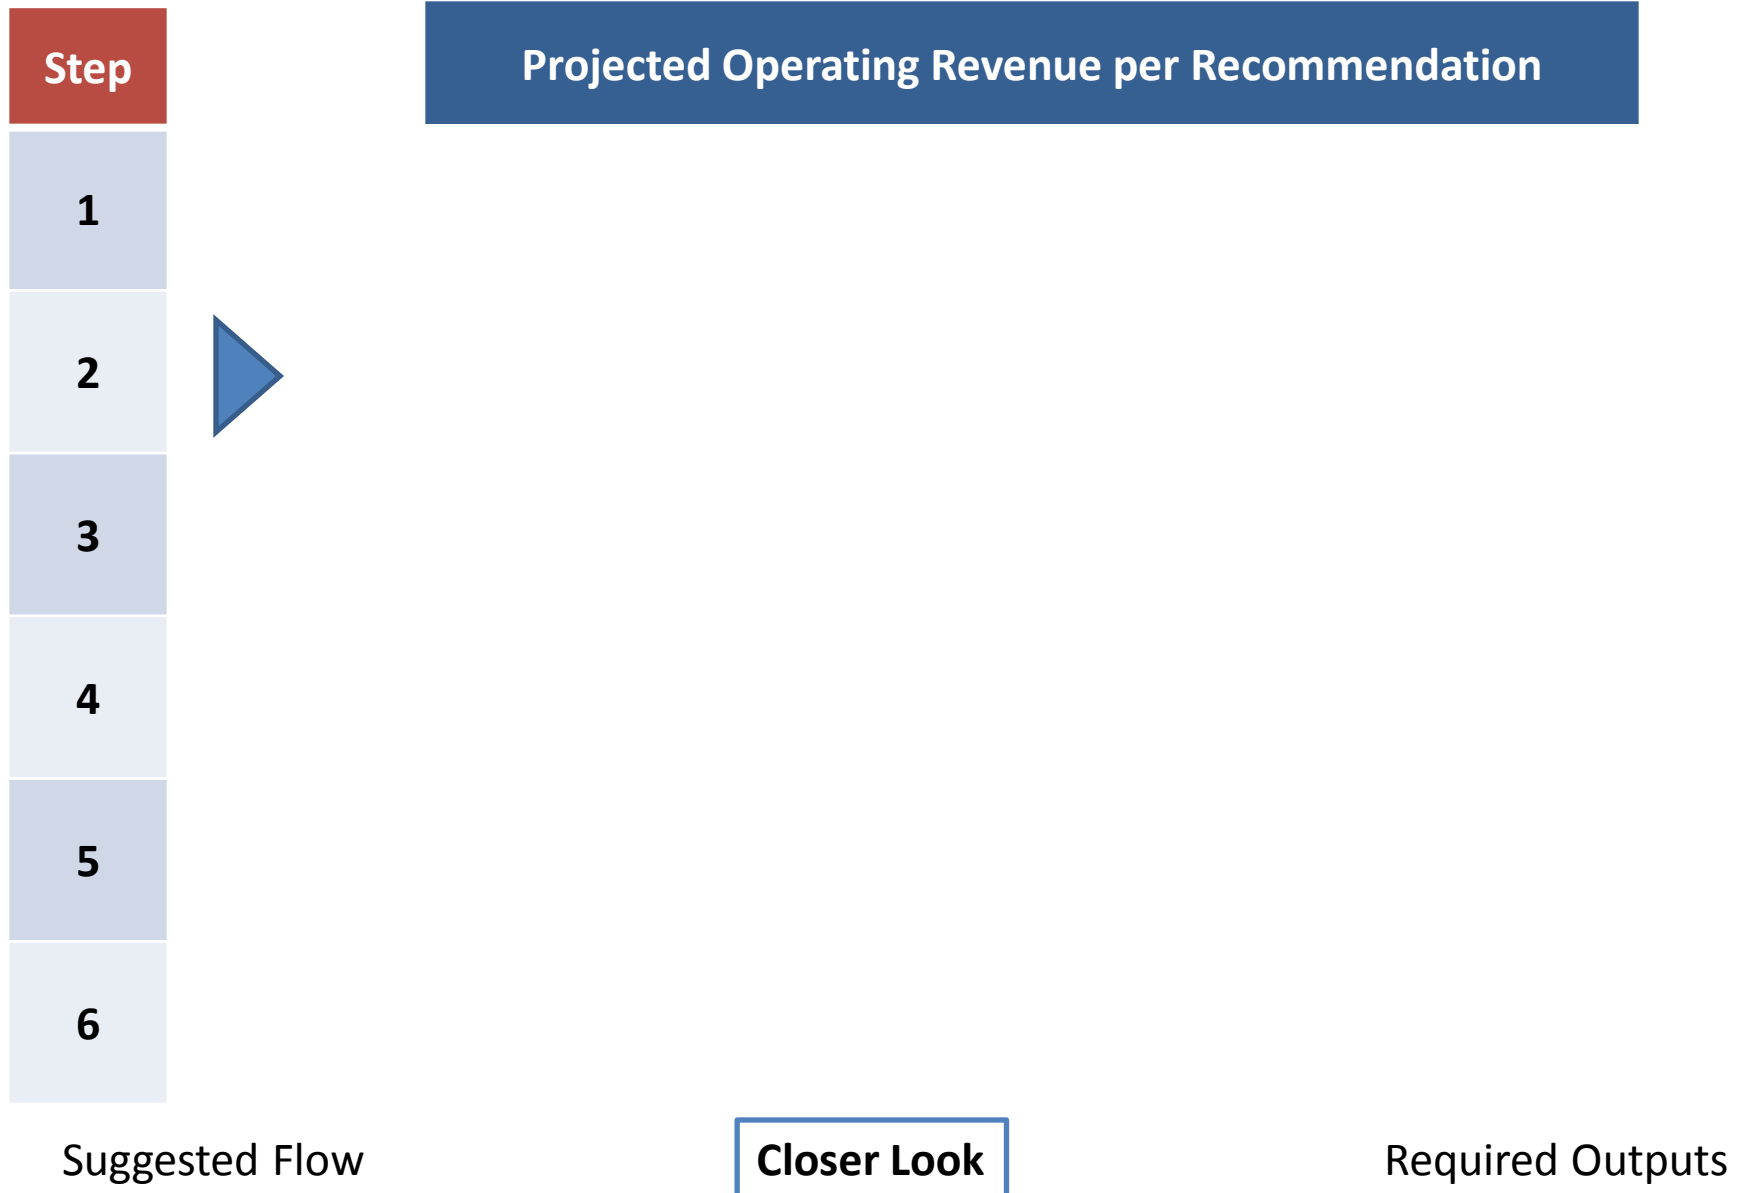 Step
Projected Operating Revenue per Recommendation
1
2
3
4
5
6
Suggested Flow
Closer Look
Required Outputs